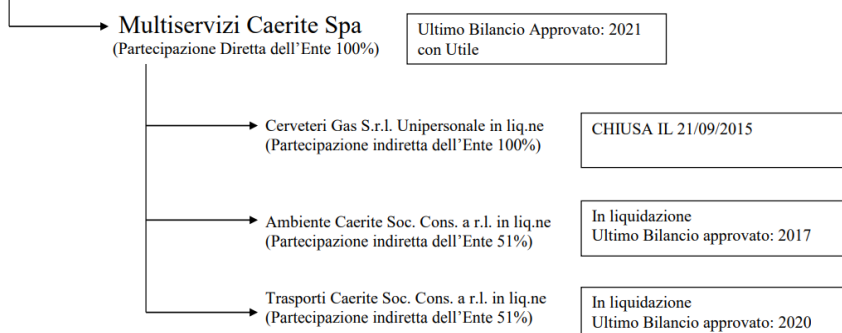 Multiservizi Caerite Spa
(Partecipazione Diretta dell'Ente 100%)
Ultimo Bilancio Approvato: 2021
con Utile
Cerveteri Gas S.r.l. Unipersonale in liq.ne
(Partecipazione indiretta dell'Ente 100%)
CHIUSA IL 21/09/2015
Ambiente Caerite Soc. Cons. a r.l. in liq.ne
(Partecipazione indiretta dell'Ente 51%)
In liquidazione
Ultimo Bilancio approvato: 2017
Trasporti Caerite Soc. Cons. a r.l. in liq.ne
(Partecipazione indiretta dell'Ente 51%)
In liquidazione
Ultimo Bilancio approvato: 2020